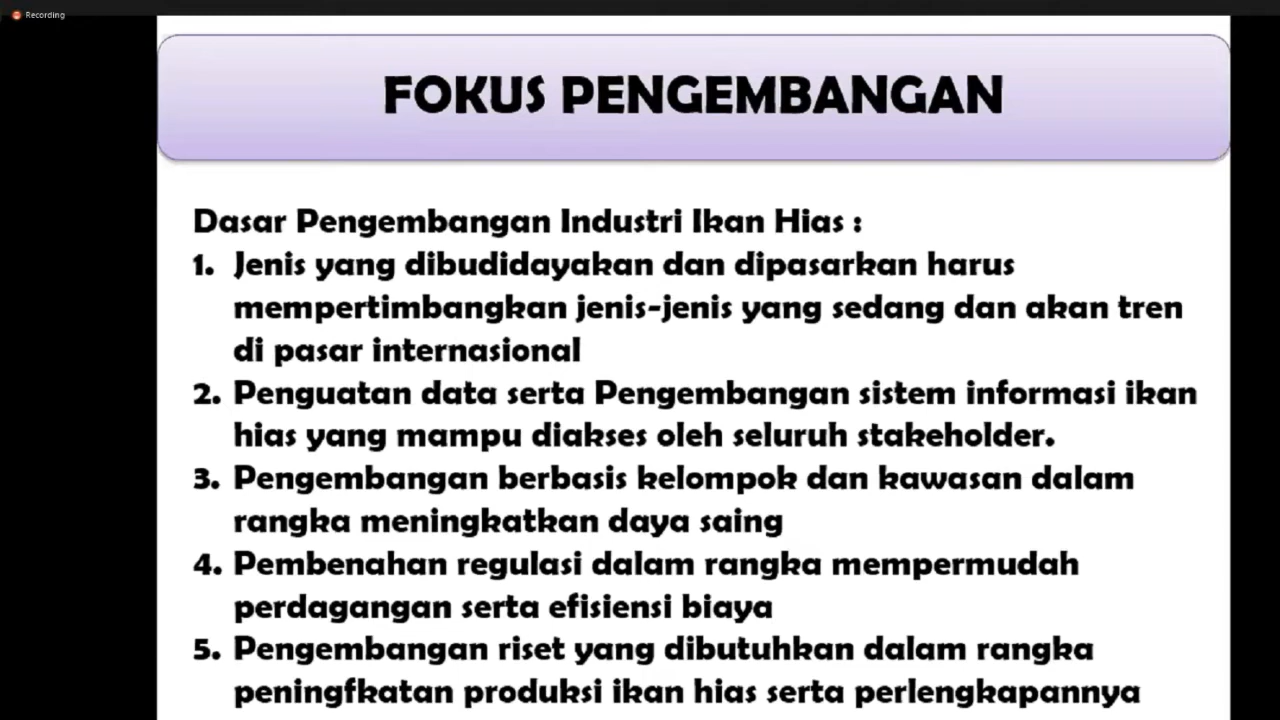 Recording
FOKUS PENGEMBANGAN
Dasar Pengembangan Industri Ikan Hias :
1. Jenis yang dibudidayakan dan dipasarkan harus
mempertimbangkan jenis-jenis yang sedang dan akan tren
di pasar internasional
2. Penguatan data serta Pengembangan sistem informasi ikan
hias yang mampu diakses oleh seluruh stakeholder.
3. Pengembangan berbasis kelompok dan kawasan dalam
rangka meningkatkan daya saing
4. Pembenahan regulasi dalam rangka mempermudah
perdagangan serta efisiensi biaya
5. Pengembangan riset yang dibutuhkan dalam rangka
peningfkatan produksi ikan hias serta perlengkapannya